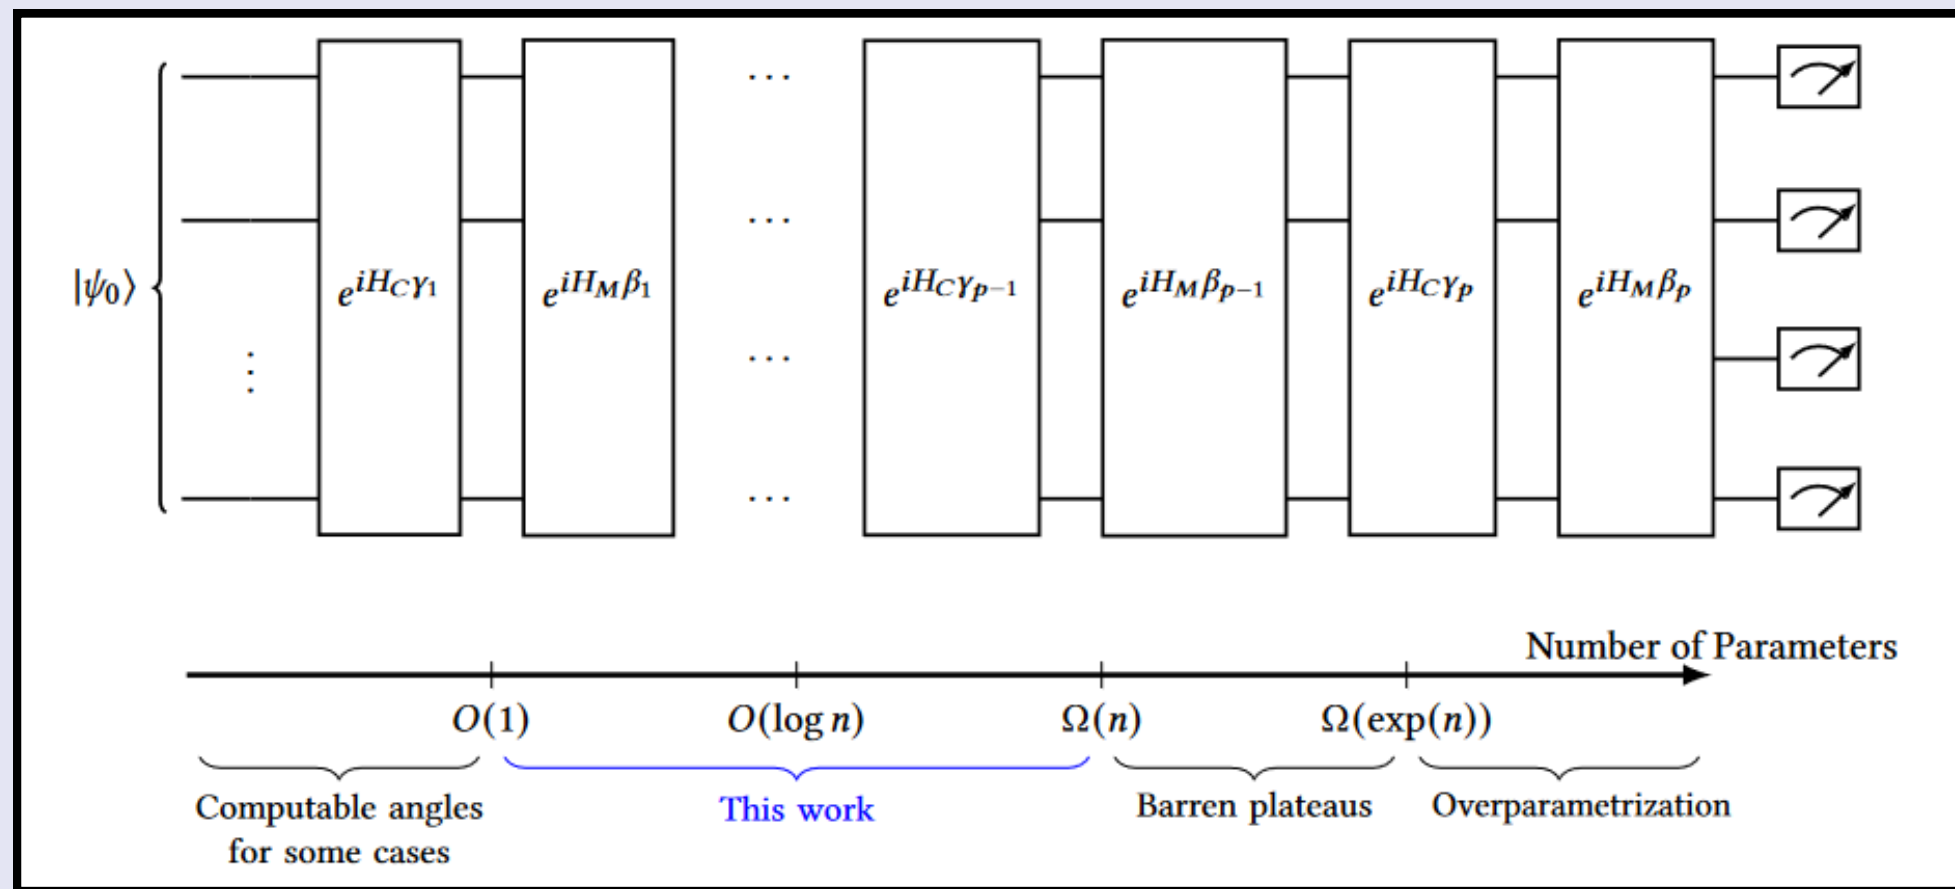 ⋯
⋯
|ψ₀⟩ e^{iH_Cγ_1} e^{iH_Mβ_1} e^{iH_Cγ_{p−1}} e^{iH_Mβ_{p−1}} e^{iH_Cγ_p} e^{iH_Mβ_p}
⋮ ⋯
⋯
Number of Parameters
O(1) O(log n) Ω(n) Ω(exp(n))
Computable angles This work Barren plateaus Overparametrization
for some cases